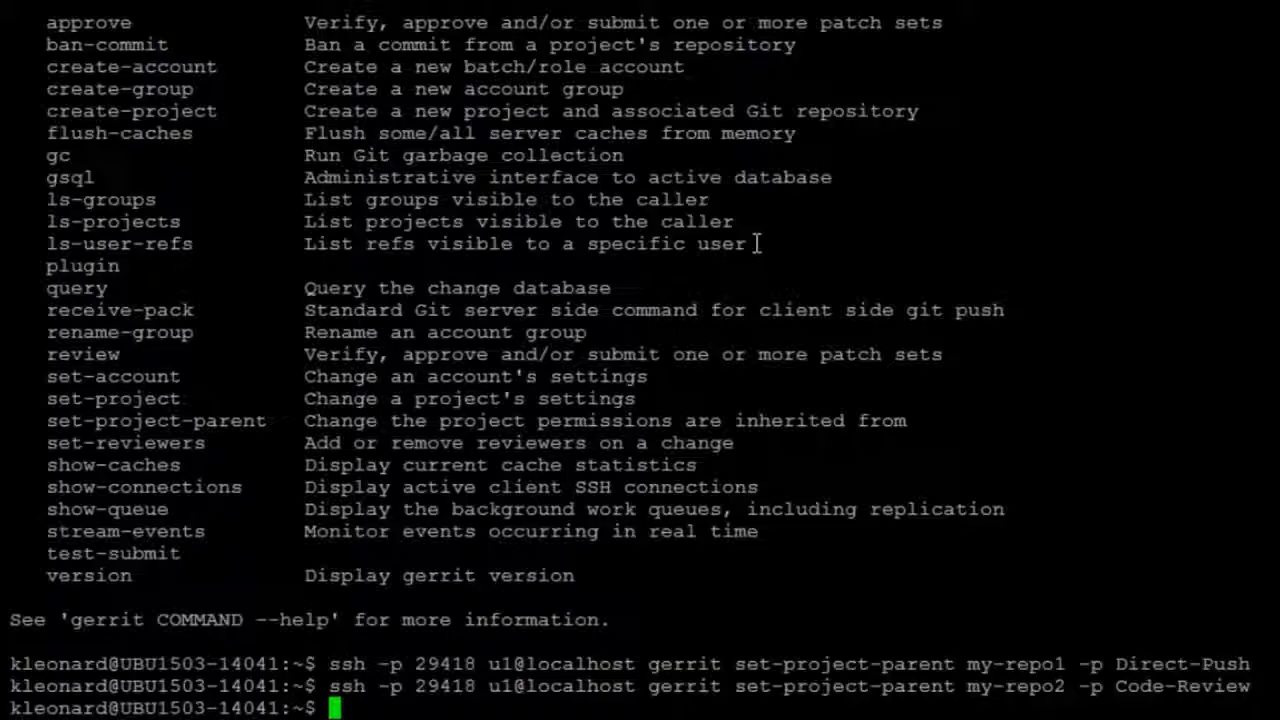 approve Verify, approve and/or submit one or more patch sets
ban-commit Ban a commit from a project's repository
create-account Create a new batch/role account
create-group Create a new account group
create-project Create a new project and associated Git repository
flush-caches Flush some/all server caches from memory
gc Run Git garbage collection
gsql Administrative interface to active database
ls-groups List groups visible to the caller
ls-projects List projects visible to the caller
ls-user-refs List refs visible to a specific user
plugin
query Query the change database
receive-pack Standard Git server side command for client side git push
rename-group Rename an account group
review Verify, approve and/or submit one or more patch sets
set-account Change an account's settings
set-project Change a project's settings
set-project-parent Change the project permissions are inherited from
set-reviewers Add or remove reviewers on a change
show-caches Display current cache statistics
show-connections Display active client SSH connections
show-queue Display the background work queues, including replication
stream-events Monitor events occurring in real time
test-submit
version Display gerrit version
See 'gerrit COMMAND --help' for more information.
kleonard@UBU1503-14041:~$ ssh -p 29418 u1@localhost gerrit set-project-parent my-repo1 -p Direct-Push
kleonard@UBU1503-14041:~$ ssh -p 29418 u1@localhost gerrit set-project-parent my-repo2 -p Code-Review
kleonard@UBU1503-14041:~$